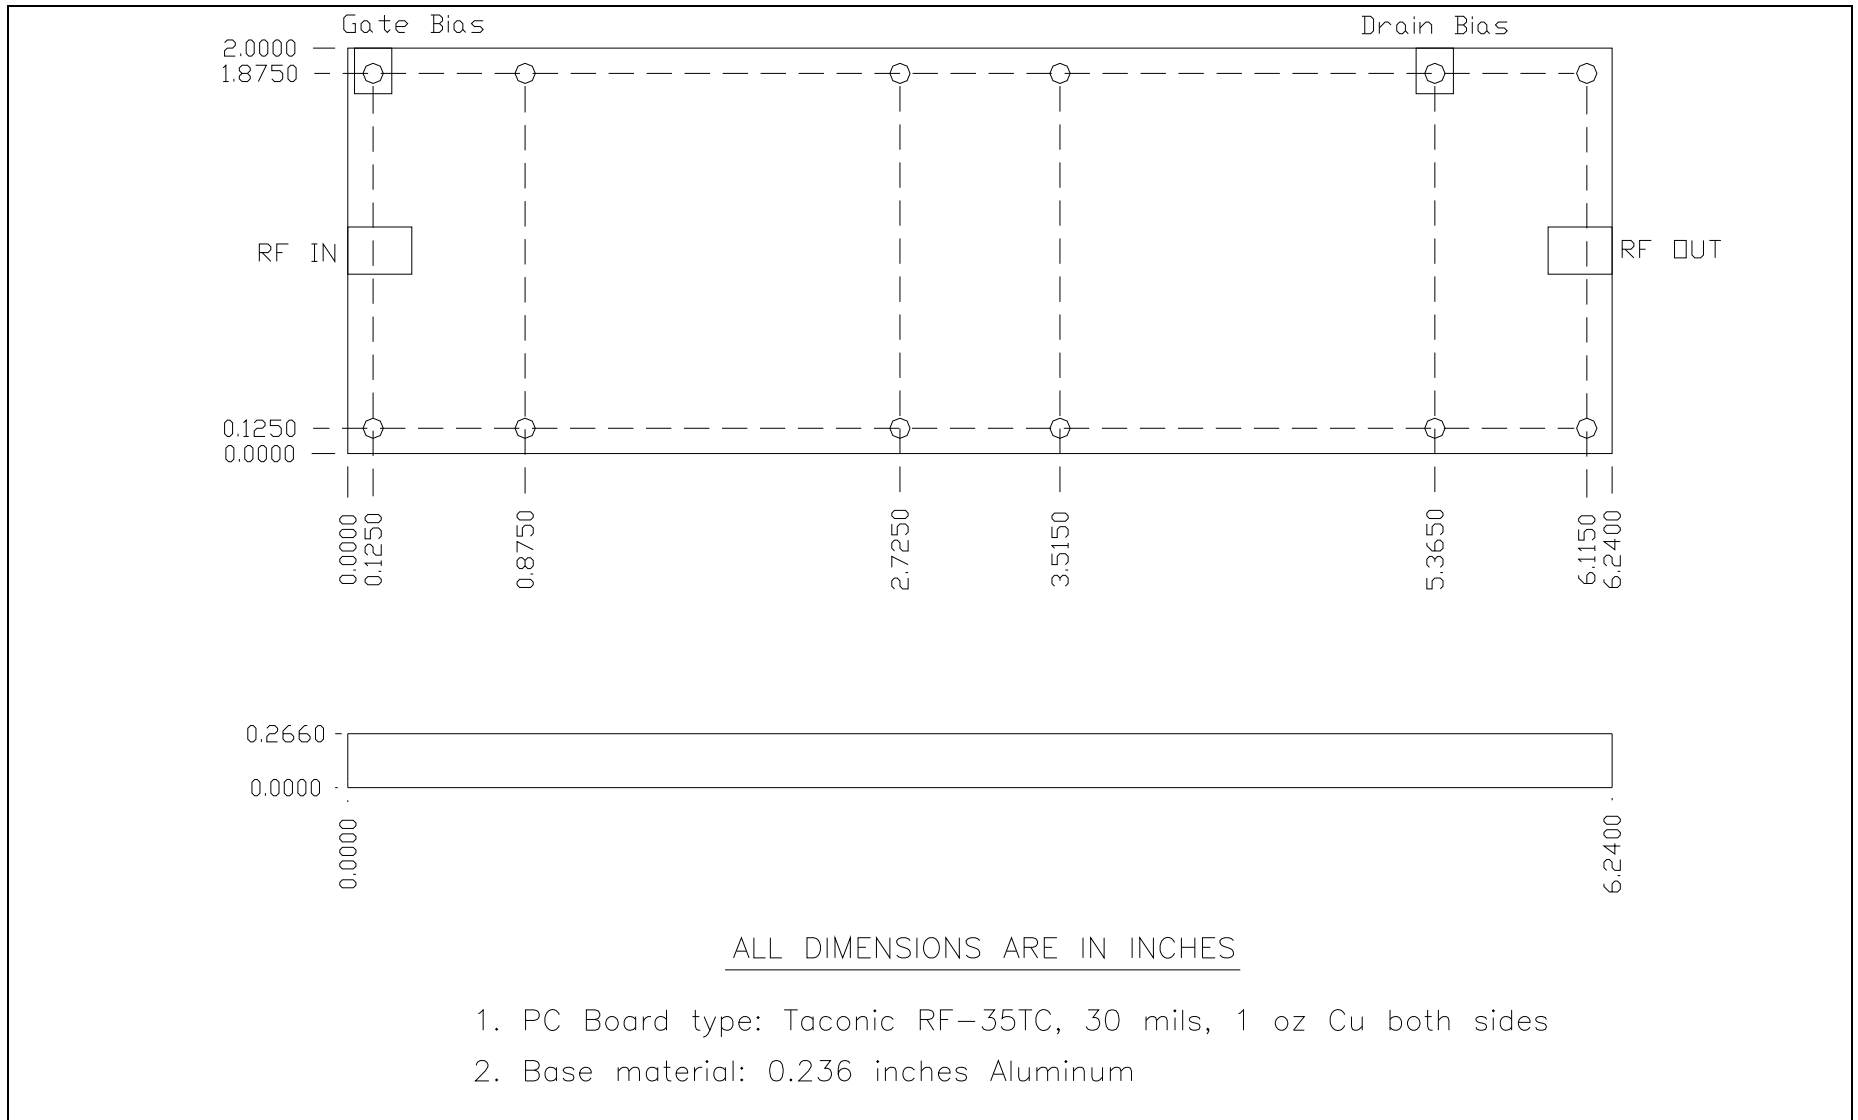 Gate Bias
Drain Bias
2.0000
1.8750
RF IN
RF OUT
0.1250
0.0000
0.0000
0.1250
0.8750
2.7250
3.5150
5.3650
6.1150
6.2400
0.2660
0.0000
0.0000
6.2400
ALL DIMENSIONS ARE IN INCHES
1. PC Board type: Taconic RF-35TC, 30 mils, 1 oz Cu both sides
2. Base material: 0.236 inches Aluminum